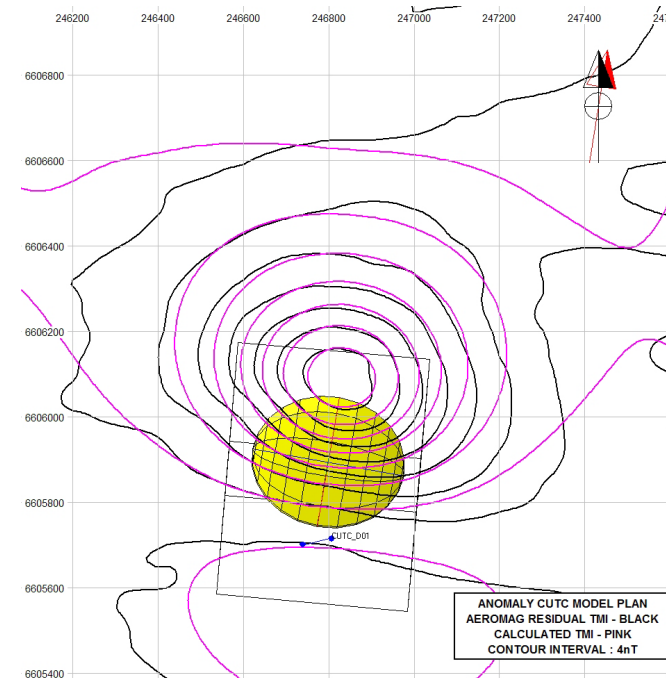 246200 246400 246600 246800 247000 247200 247400
6606800
6606600
6606400
6606200
6606000
6605800
CUTC_D01
6605600
ANOMALY CUTC MODEL PLAN
AEROMAG RESIDUAL TMI - BLACK
CALCULATED TMI - PINK
CONTOUR INTERVAL : 4nT
6605400